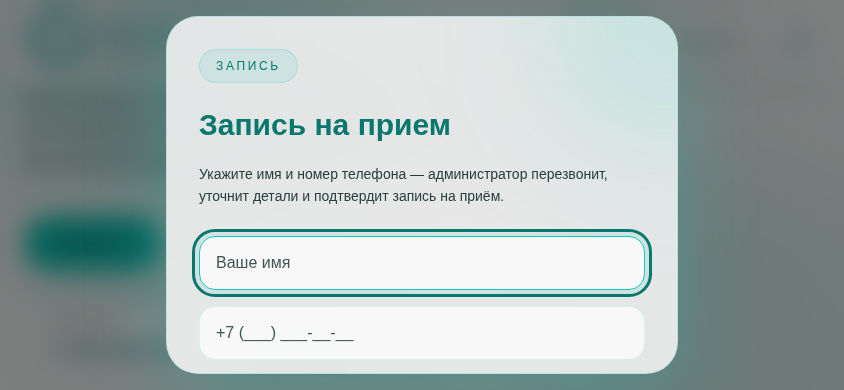 ЗАПИСЬ
Запись на прием
Укажите имя и номер телефона — администратор перезвонит,
уточнит детали и подтвердит запись на приём.
Ваше имя
+7 (___) ___-__-__